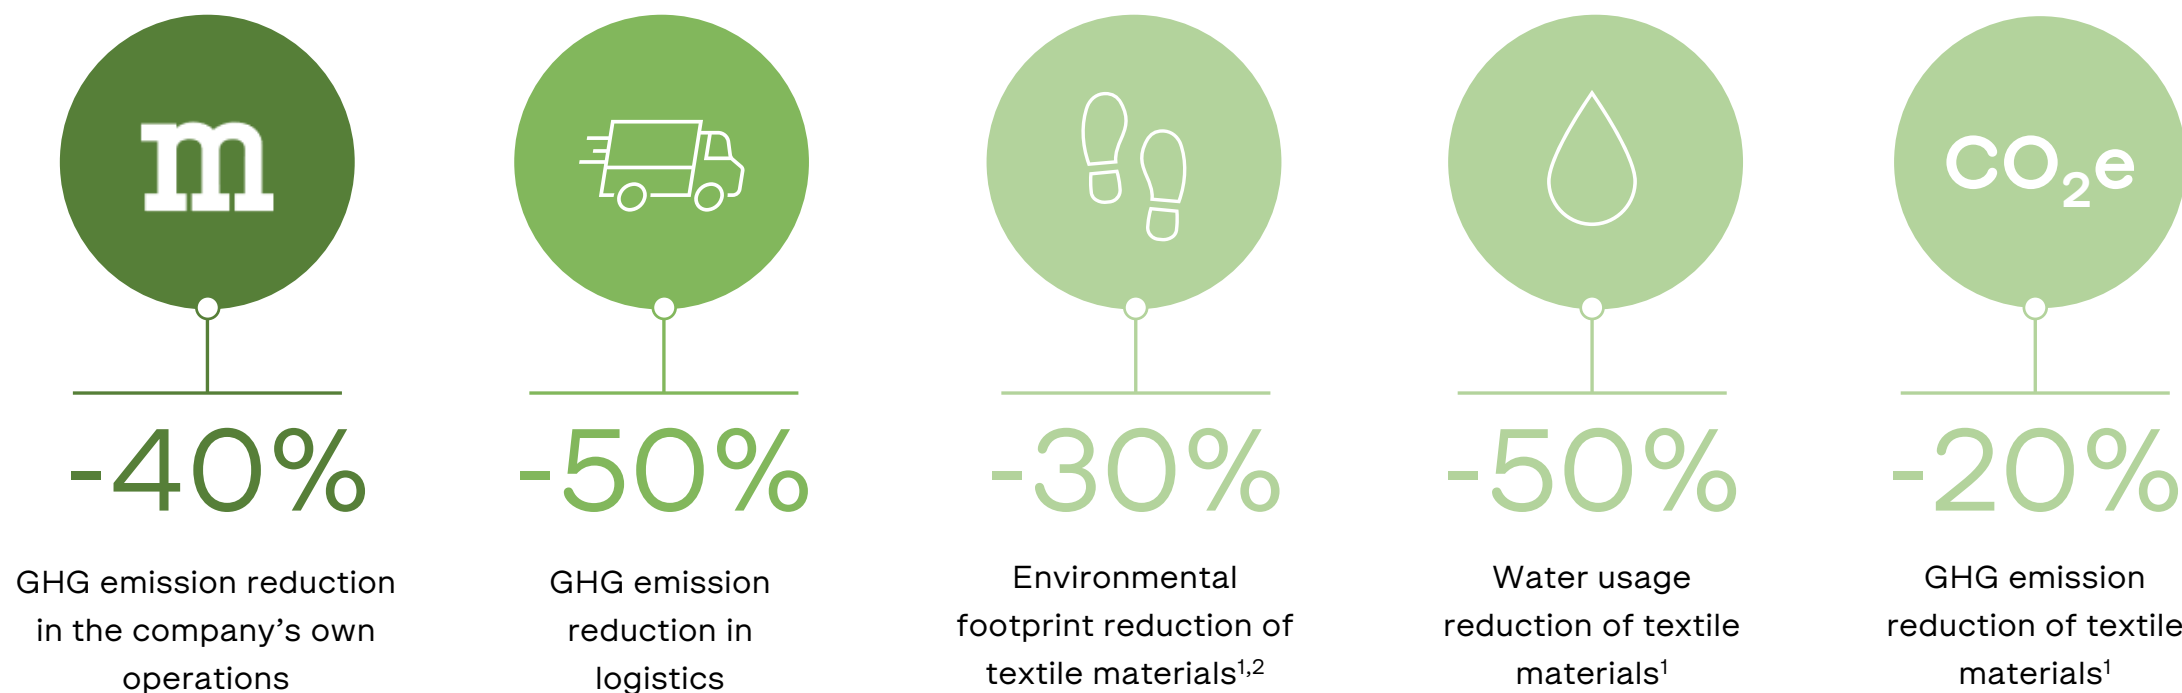 m
-40%
GHG emission reduction
in the company’s own
operations
-50%
GHG emission
reduction in
logistics
-30%
Environmental
footprint reduction of
textile materials¹,²
-50%
Water usage
reduction of textile
materials¹
CO₂e
-20%
GHG emission
reduction of textile
materials¹